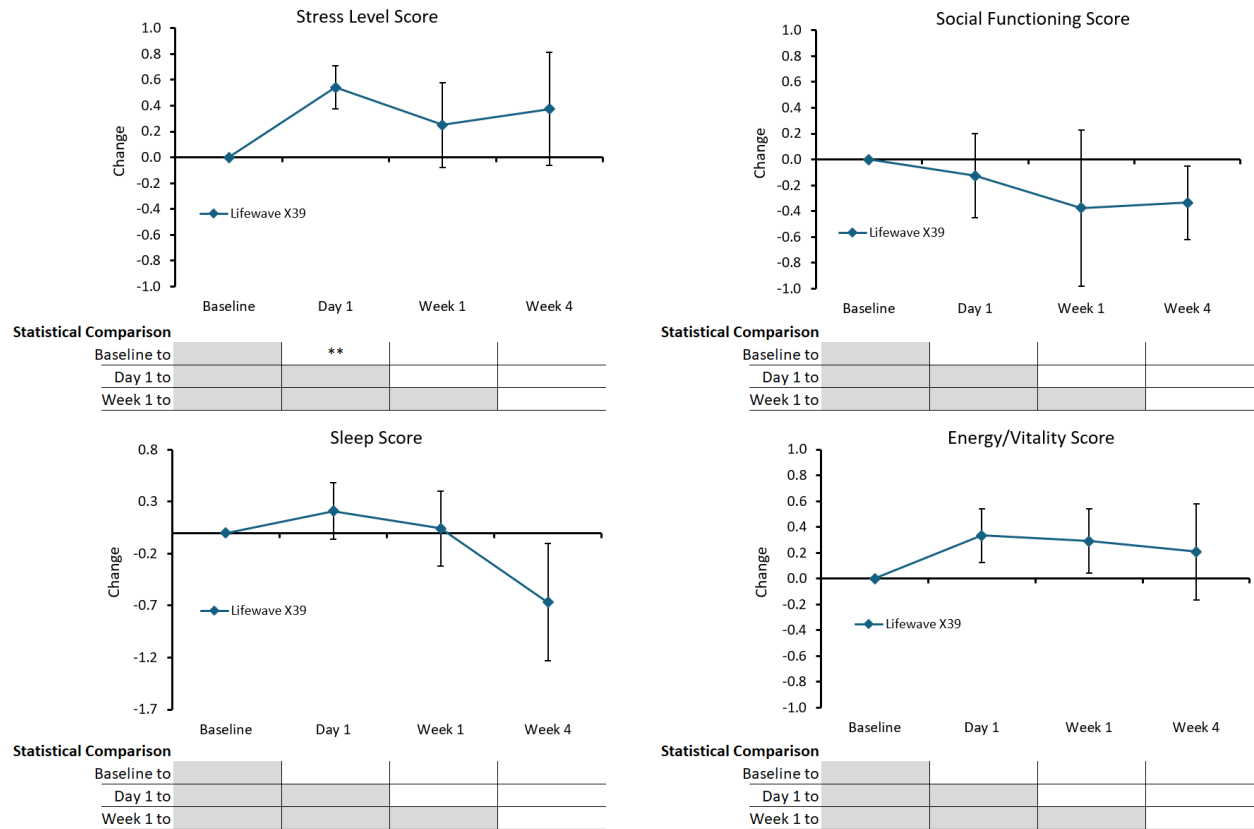 Stress Level Score
1.0
0.8
0.6
0.4
0.2
0.0
-0.2
-0.4
-0.6
-0.8
-1.0
Change
Lifewave X39
Baseline Day 1 Week 1 Week 4
Statistical Comparison
Baseline to **
Day 1 to
Week 1 to
Social Functioning Score
1.0
0.8
0.6
0.4
0.2
0.0
-0.2
-0.4
-0.6
-0.8
-1.0
Change
Lifewave X39
Baseline Day 1 Week 1 Week 4
Statistical Comparison
Baseline to
Day 1 to
Week 1 to
Sleep Score
0.8
0.3
-0.2
-0.7
-1.2
-1.7
Change
Lifewave X39
Baseline Day 1 Week 1 Week 4
Statistical Comparison
Baseline to
Day 1 to
Week 1 to
Energy/Vitality Score
1.0
0.8
0.6
0.4
0.2
0.0
-0.2
-0.4
-0.6
-0.8
-1.0
Change
Lifewave X39
Baseline Day 1 Week 1 Week 4
Statistical Comparison
Baseline to
Day 1 to
Week 1 to